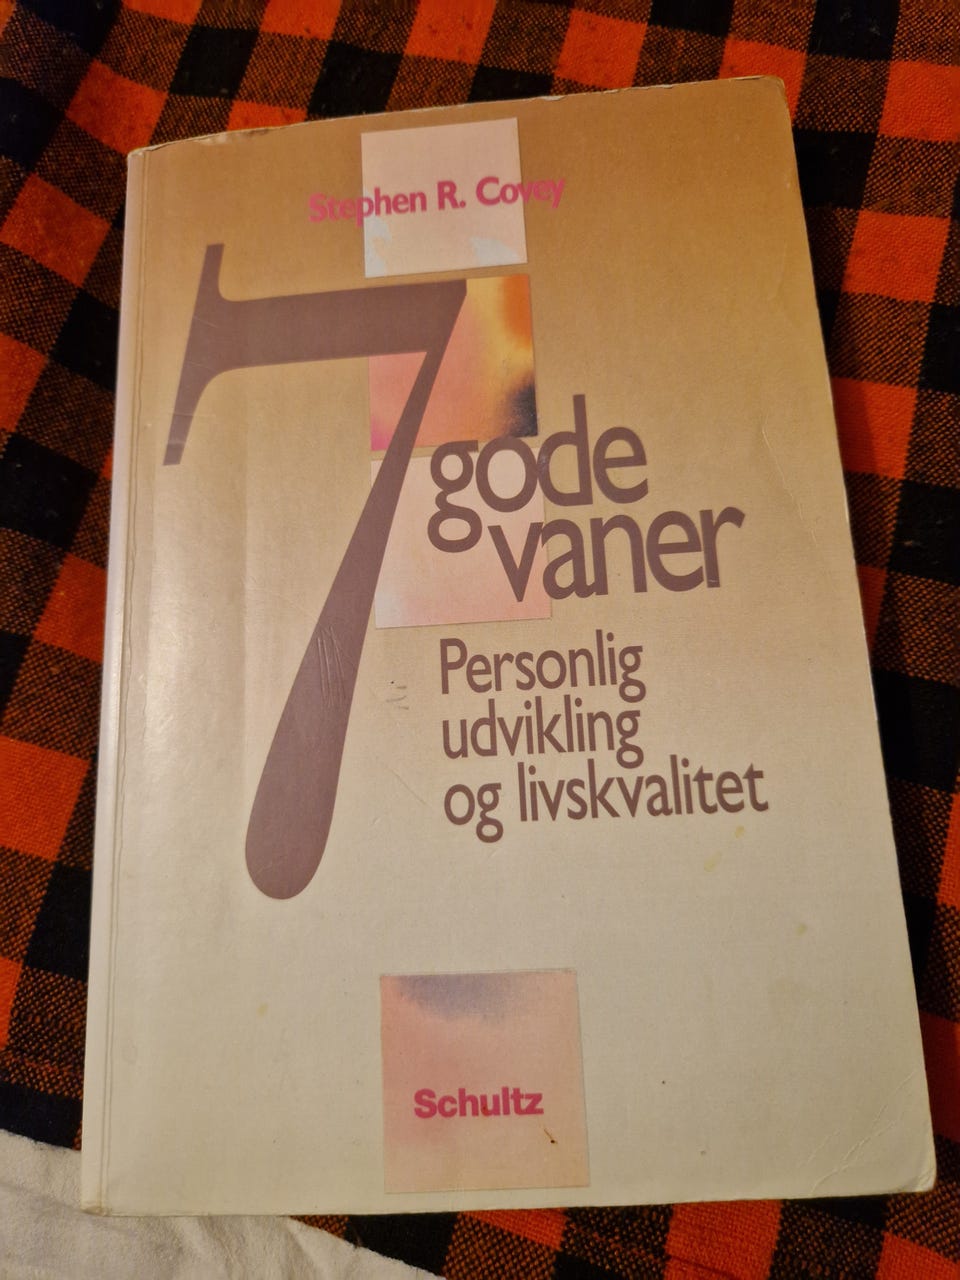 Stephen R. Covey
7
gode
vaner
Personlig
udvikling
og livskvalitet
Schultz